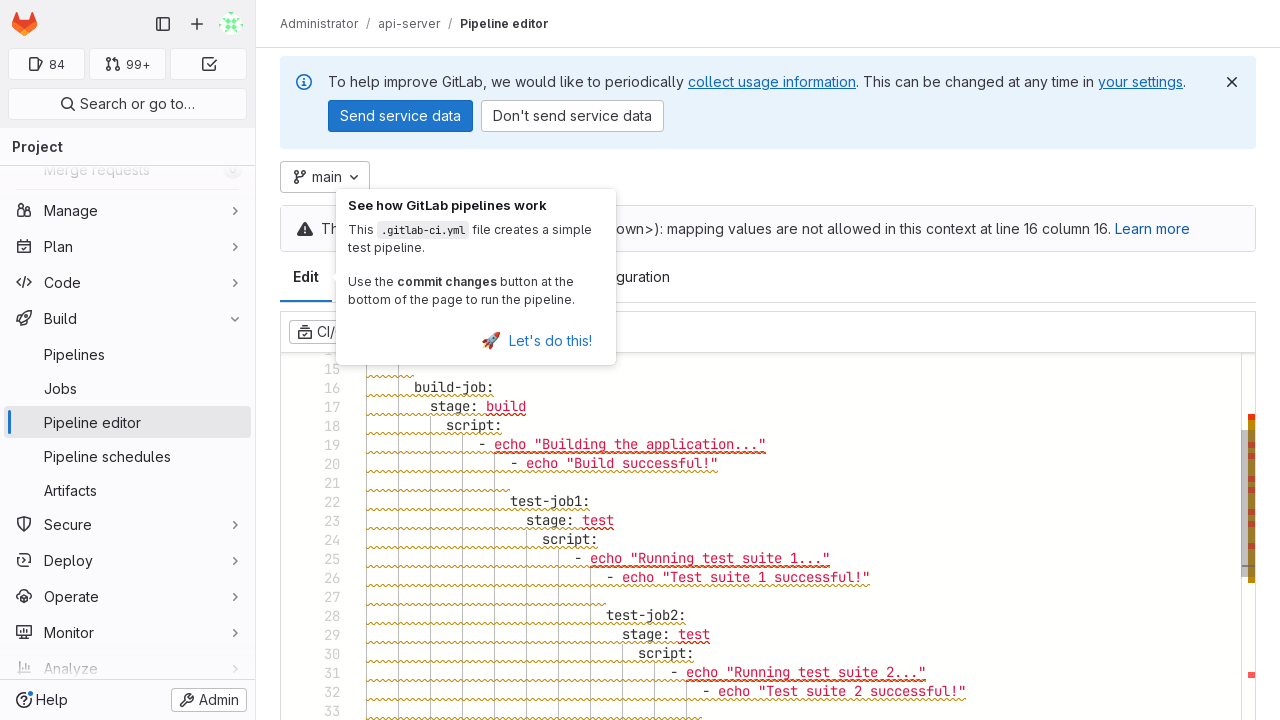 Administrator / api-server / Pipeline editor
84
99+
Search or go to…
Project
Merge requests
Manage
Plan
Code
Build
Pipelines
Jobs
Pipeline editor
Pipeline schedules
Artifacts
Secure
Deploy
Operate
Monitor
Analyze
Help
Admin
To help improve GitLab, we would like to periodically collect usage information. This can be changed at any time in your settings.
Send service data
Don't send service data
main
own>): mapping values are not allowed in this context at line 16 column 16. Learn more
See how GitLab pipelines work
This .gitlab-ci.yml file creates a simple
test pipeline.
Use the commit changes button at the
bottom of the page to run the pipeline.
🚀 Let's do this!
Edit
guration
CI/
15
16 build-job:
17 stage: build
18 script:
19 - echo "Building the application..."
20 - echo "Build successful!"
21
22 test-job1:
23 stage: test
24 script:
25 - echo "Running test suite 1..."
26 - echo "Test suite 1 successful!"
27
28 test-job2:
29 stage: test
30 script:
31 - echo "Running test suite 2..."
32 - echo "Test suite 2 successful!"
33